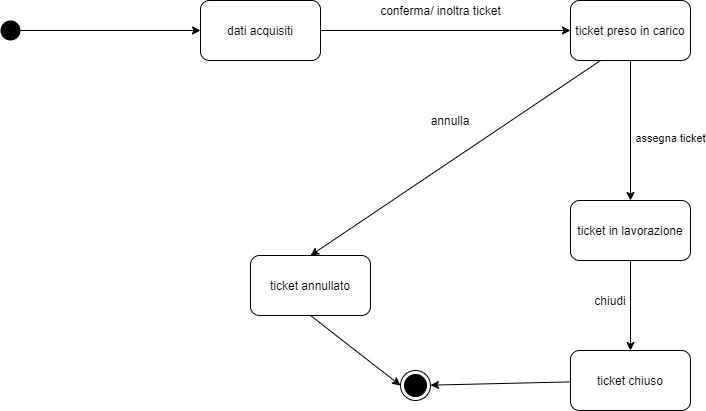 conferma/ inoltra ticket
dati acquisiti
ticket preso in carico
annulla
assegna ticket
ticket in lavorazione
ticket annullato
chiudi
ticket chiuso